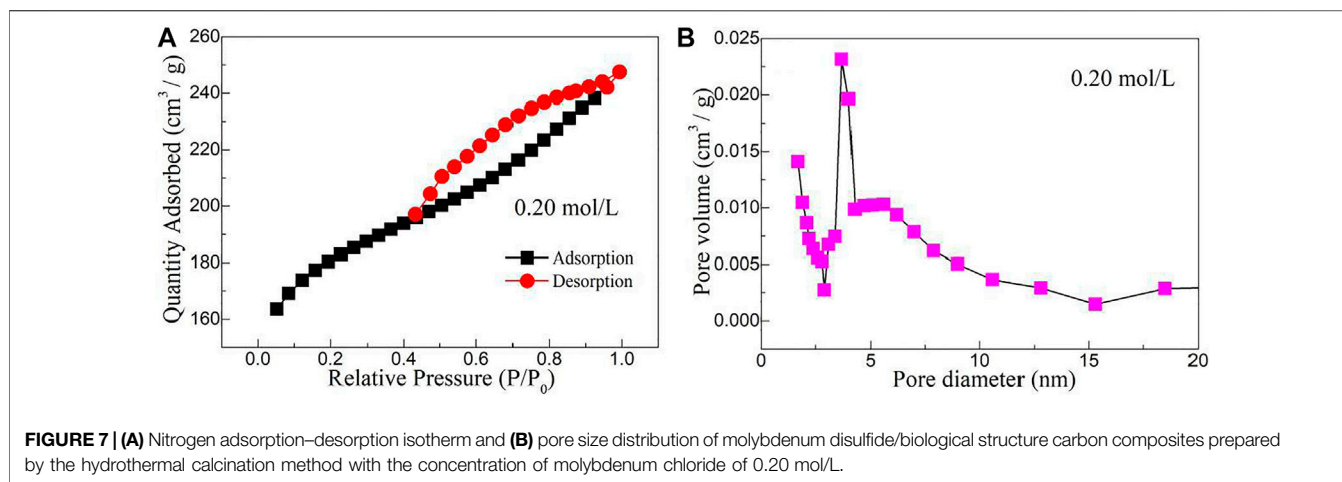 A
260
240
220
200
180
160
Quantity Adsorbed (cm³ / g)
0.20 mol/L
Adsorption
Desorption
0.0 0.2 0.4 0.6 0.8 1.0
Relative Pressure (P/P₀)
B
0.025
0.020
0.015
0.010
0.005
0.000
Pore volume (cm³ / g)
0.20 mol/L
0 5 10 15 20
Pore diameter (nm)
FIGURE 7 | (A) Nitrogen adsorption–desorption isotherm and (B) pore size distribution of molybdenum disulfide/biological structure carbon composites prepared
by the hydrothermal calcination method with the concentration of molybdenum chloride of 0.20 mol/L.